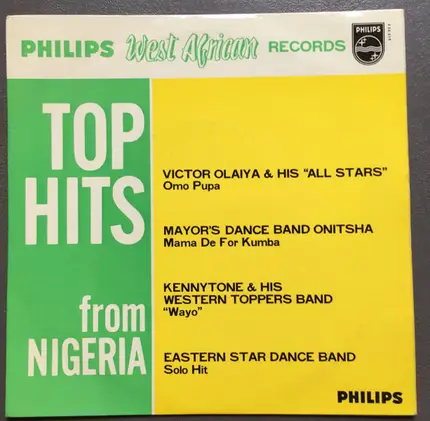 PHILIPS West African RECORDS
PHILIPS
TOP
HITS
from
NIGERIA
VICTOR OLAIYA & HIS "ALL STARS"
Omo Pupa
MAYOR'S DANCE BAND ONITSHA
Mama De For Kumba
KENNYTONE & HIS
WESTERN TOPPERS BAND
"Wayo"
EASTERN STAR DANCE BAND
Solo Hit
PHILIPS